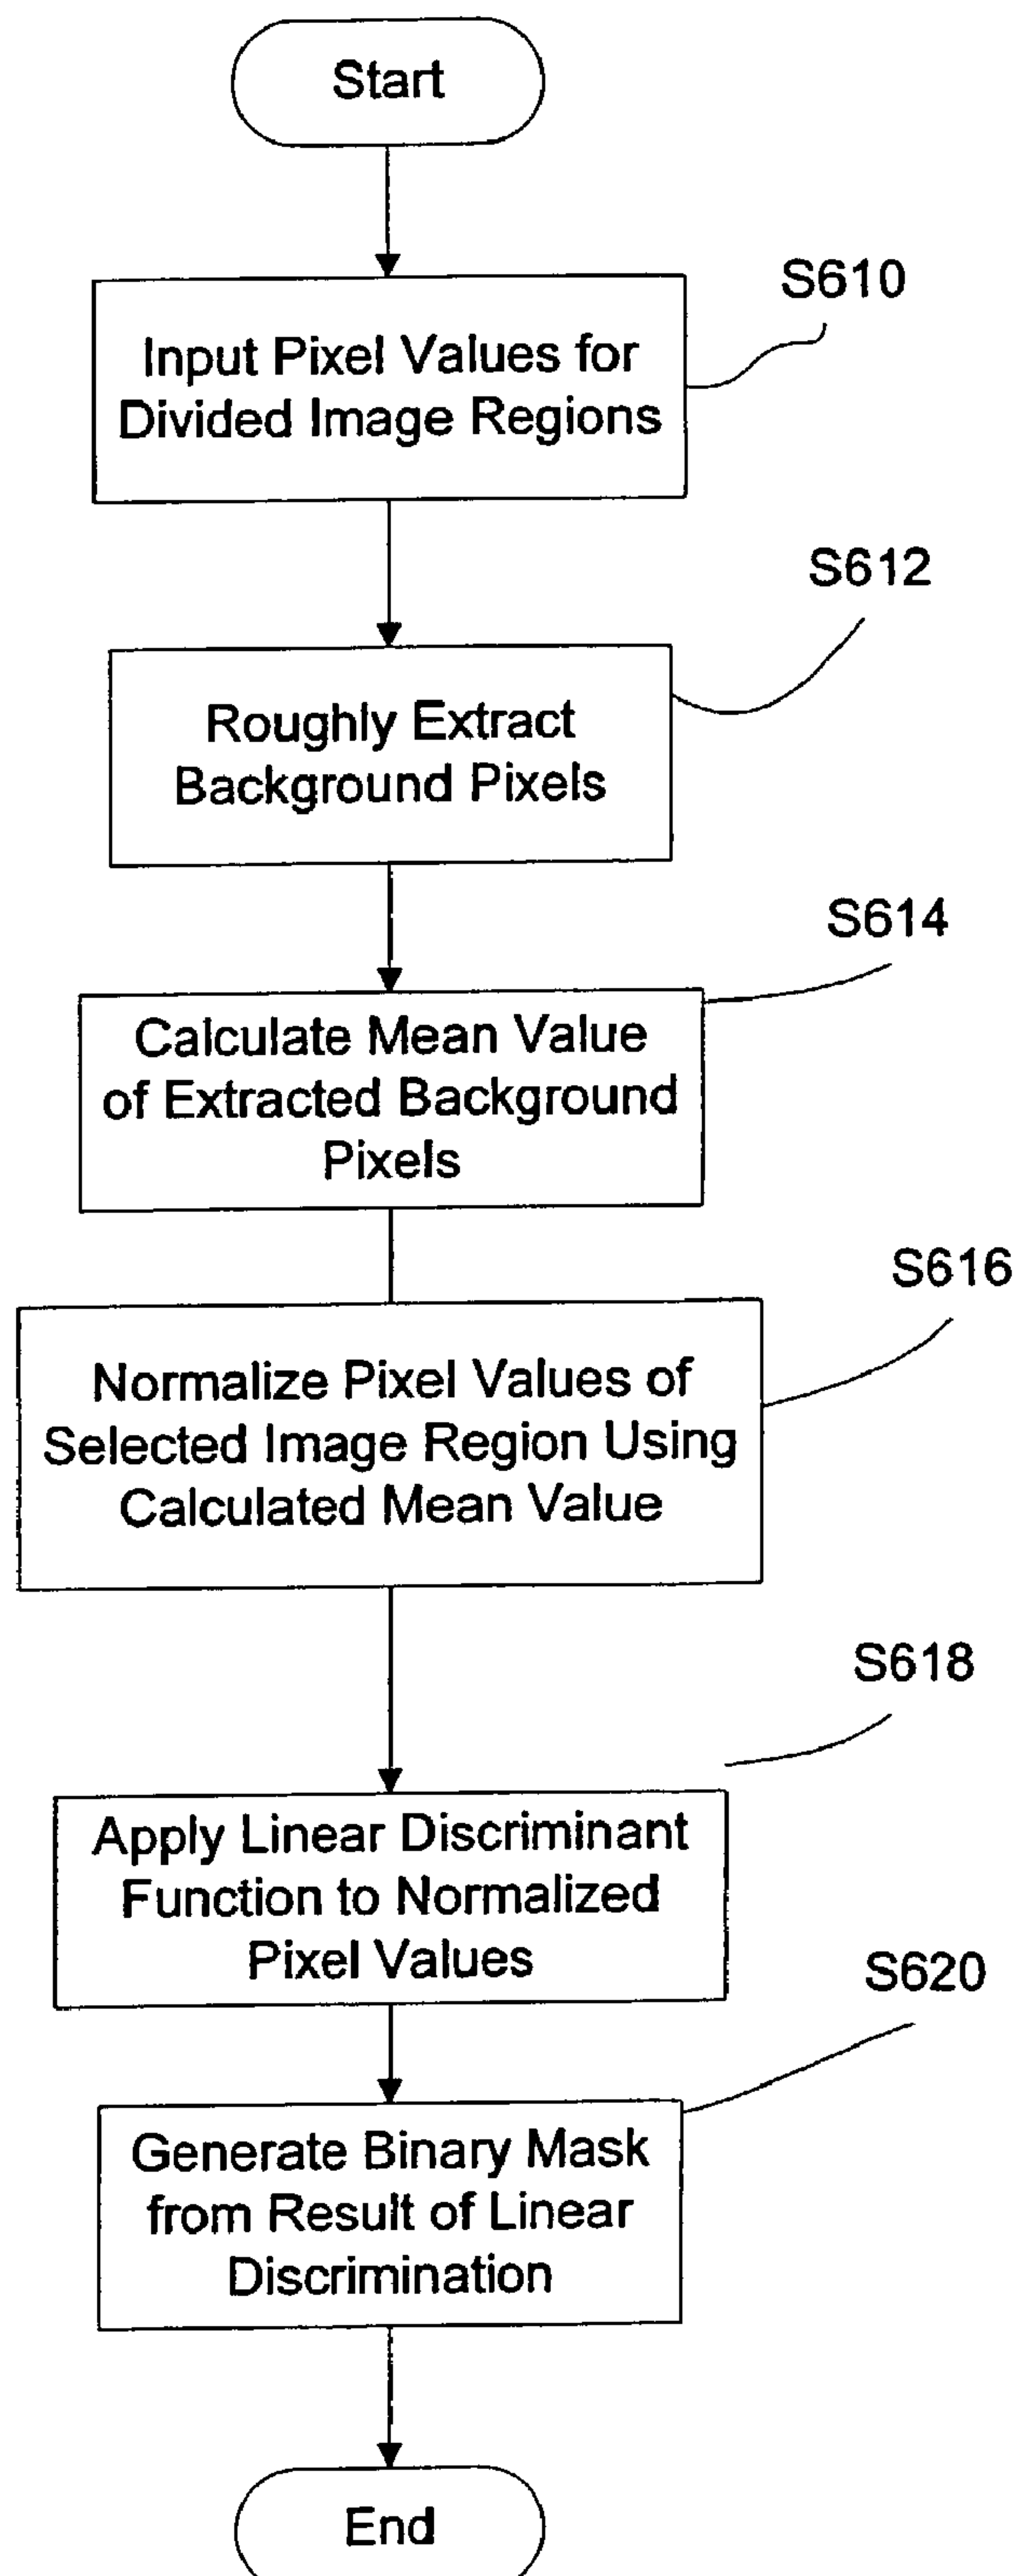 Start
S610
Input Pixel Values for
Divided Image Regions
S612
Roughly Extract
Background Pixels
S614
Calculate Mean Value
of Extracted Background
Pixels
S616
Normalize Pixel Values of
Selected Image Region Using
Calculated Mean Value
S618
Apply Linear Discriminant
Function to Normalized
Pixel Values
S620
Generate Binary Mask
from Result of Linear
Discrimination
End